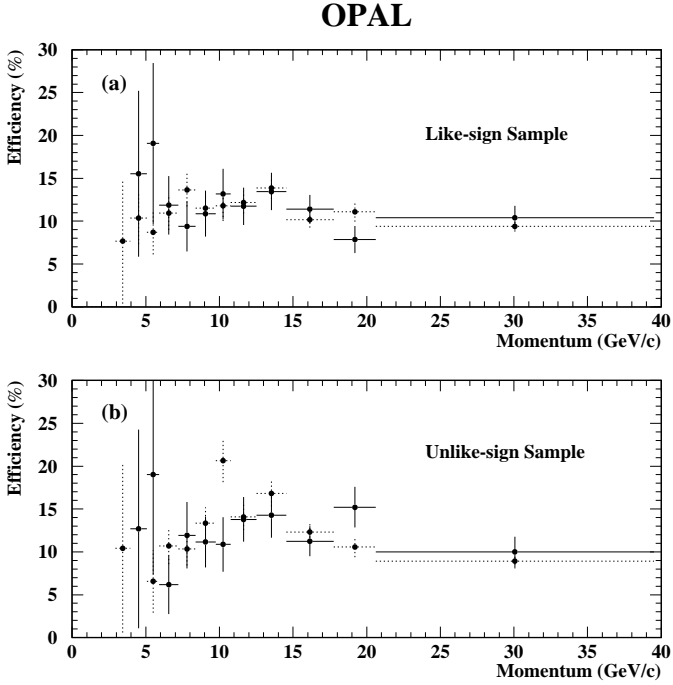 OPAL
Efficiency (%)
30
25
20
15
10
5
0
(a)
Like-sign Sample
0 5 10 15 20 25 30 35 40
Momentum (GeV/c)
Efficiency (%)
30
25
20
15
10
5
0
(b)
Unlike-sign Sample
0 5 10 15 20 25 30 35 40
Momentum (GeV/c)